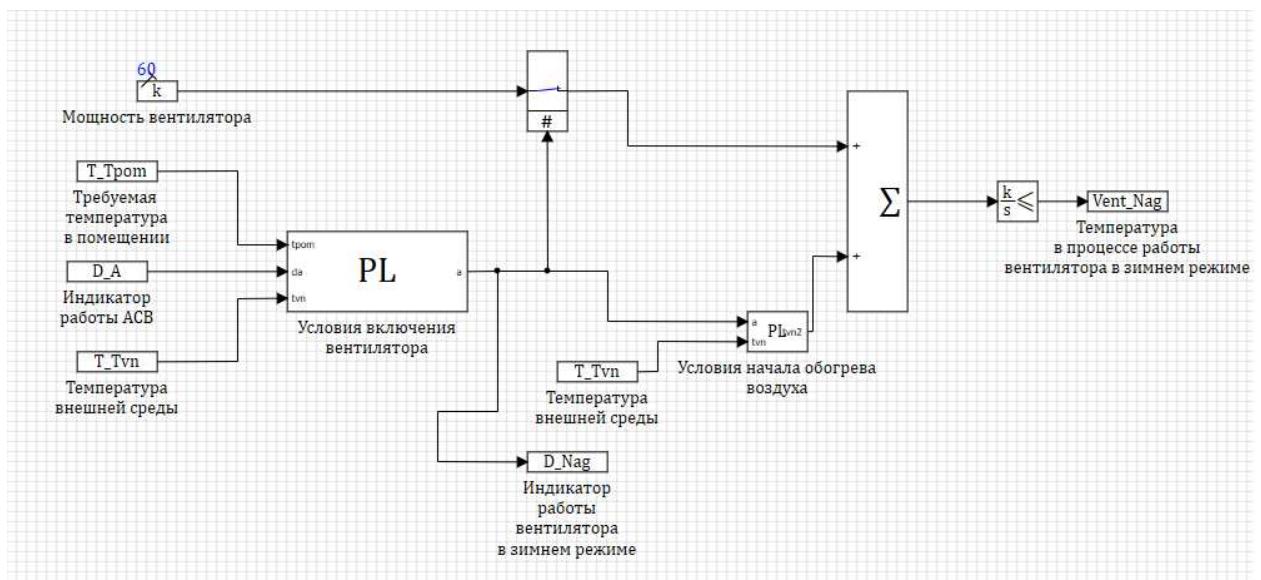 60
k
Мощность вентилятора
#
T_Tpom
Требуемая
температура
в помещении
D_A
Индикатор
работы АСВ
T_Tvn
Температура
внешней среды
tpom
da
tvn
PL
a
Условия включения
вентилятора
T_Tvn
Температура
внешней среды
a
tvn
PL
tvn2
Условия начала обогрева
воздуха
D_Nag
Индикатор
работы
вентилятора
в зимнем режиме
+
+
Σ
k
s
≤
Vent_Nag
Температура
в процессе работы
вентилятора в зимнем режиме